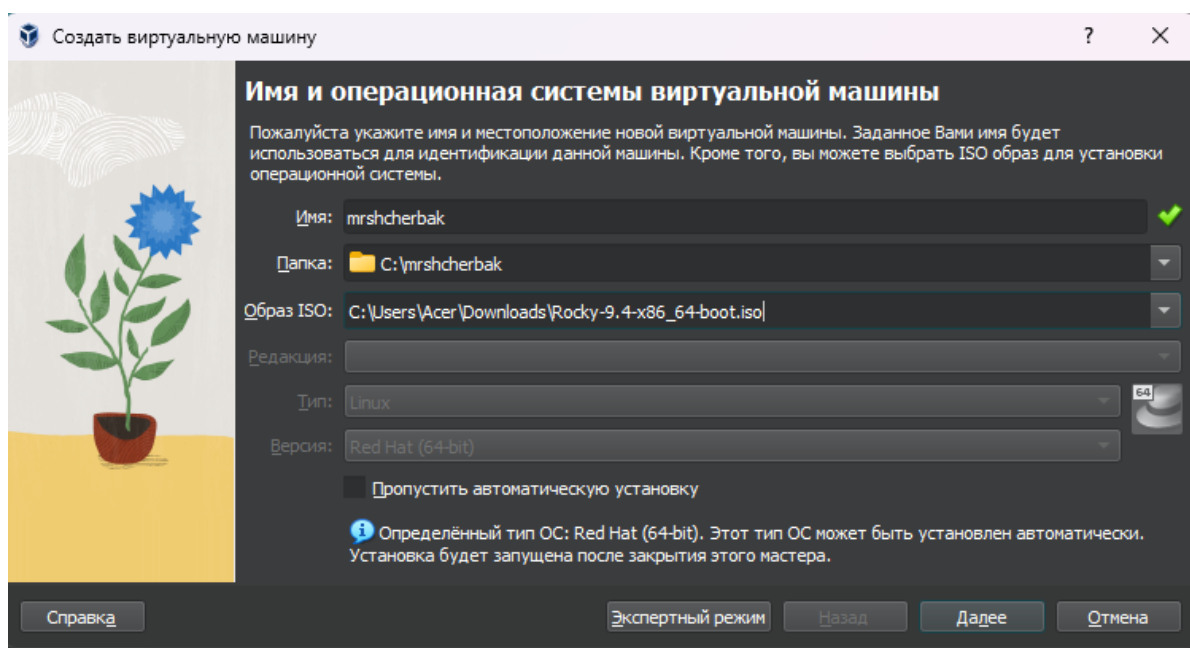 Создать виртуальную машину
?
Имя и операционная системы виртуальной машины
Пожалуйста укажите имя и местоположение новой виртуальной машины. Заданное Вами имя будет
использоваться для идентификации данной машины. Кроме того, вы можете выбрать ISO образ для установки
операционной системы.
Имя: mrshcherbak
Папка: C:\mrshcherbak
Образ ISO: C:\Users\Acer\Downloads\Rocky-9.4-x86_64-boot.iso
Редакция:
Тип: Linux
64
Версия: Red Hat (64-bit)
Пропустить автоматическую установку
Определённый тип ОС: Red Hat (64-bit). Этот тип ОС может быть установлен автоматически.
Установка будет запущена после закрытия этого мастера.
Справка Экспертный режим Назад Далее Отмена